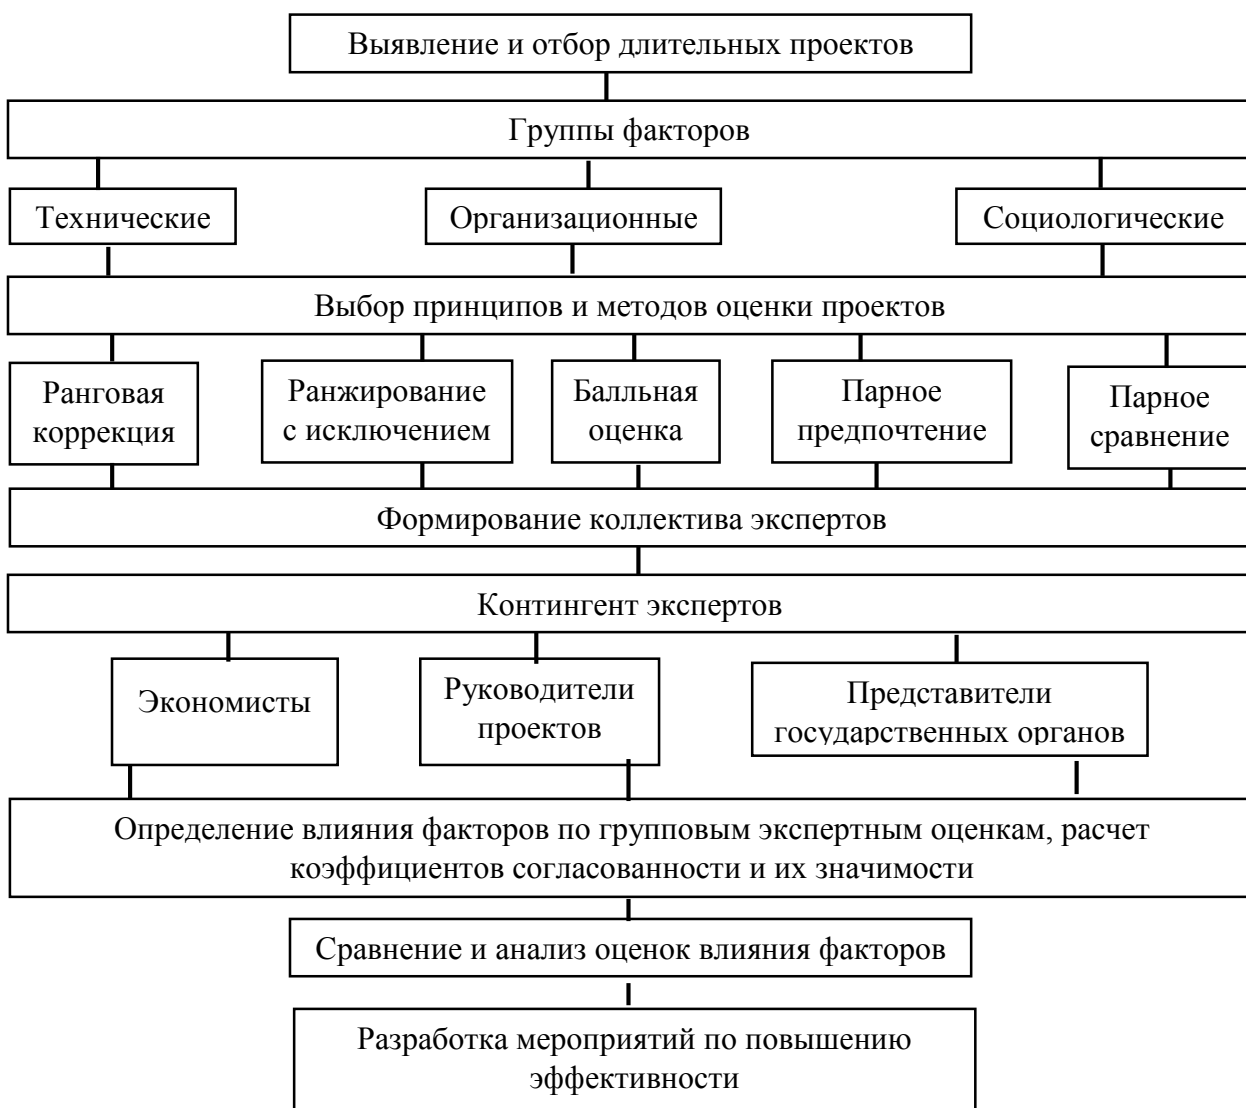 Выявление и отбор длительных проектов
Группы факторов
Технические
Организационные
Социологические
Выбор принципов и методов оценки проектов
Ранговая
коррекция
Ранжирование
с исключением
Балльная
оценка
Парное
предпочтение
Парное
сравнение
Формирование коллектива экспертов
Контингент экспертов
Экономисты
Руководители
проектов
Представители
государственных органов
Определение влияния факторов по групповым экспертным оценкам, расчет
коэффициентов согласованности и их значимости
Сравнение и анализ оценок влияния факторов
Разработка мероприятий по повышению
эффективности